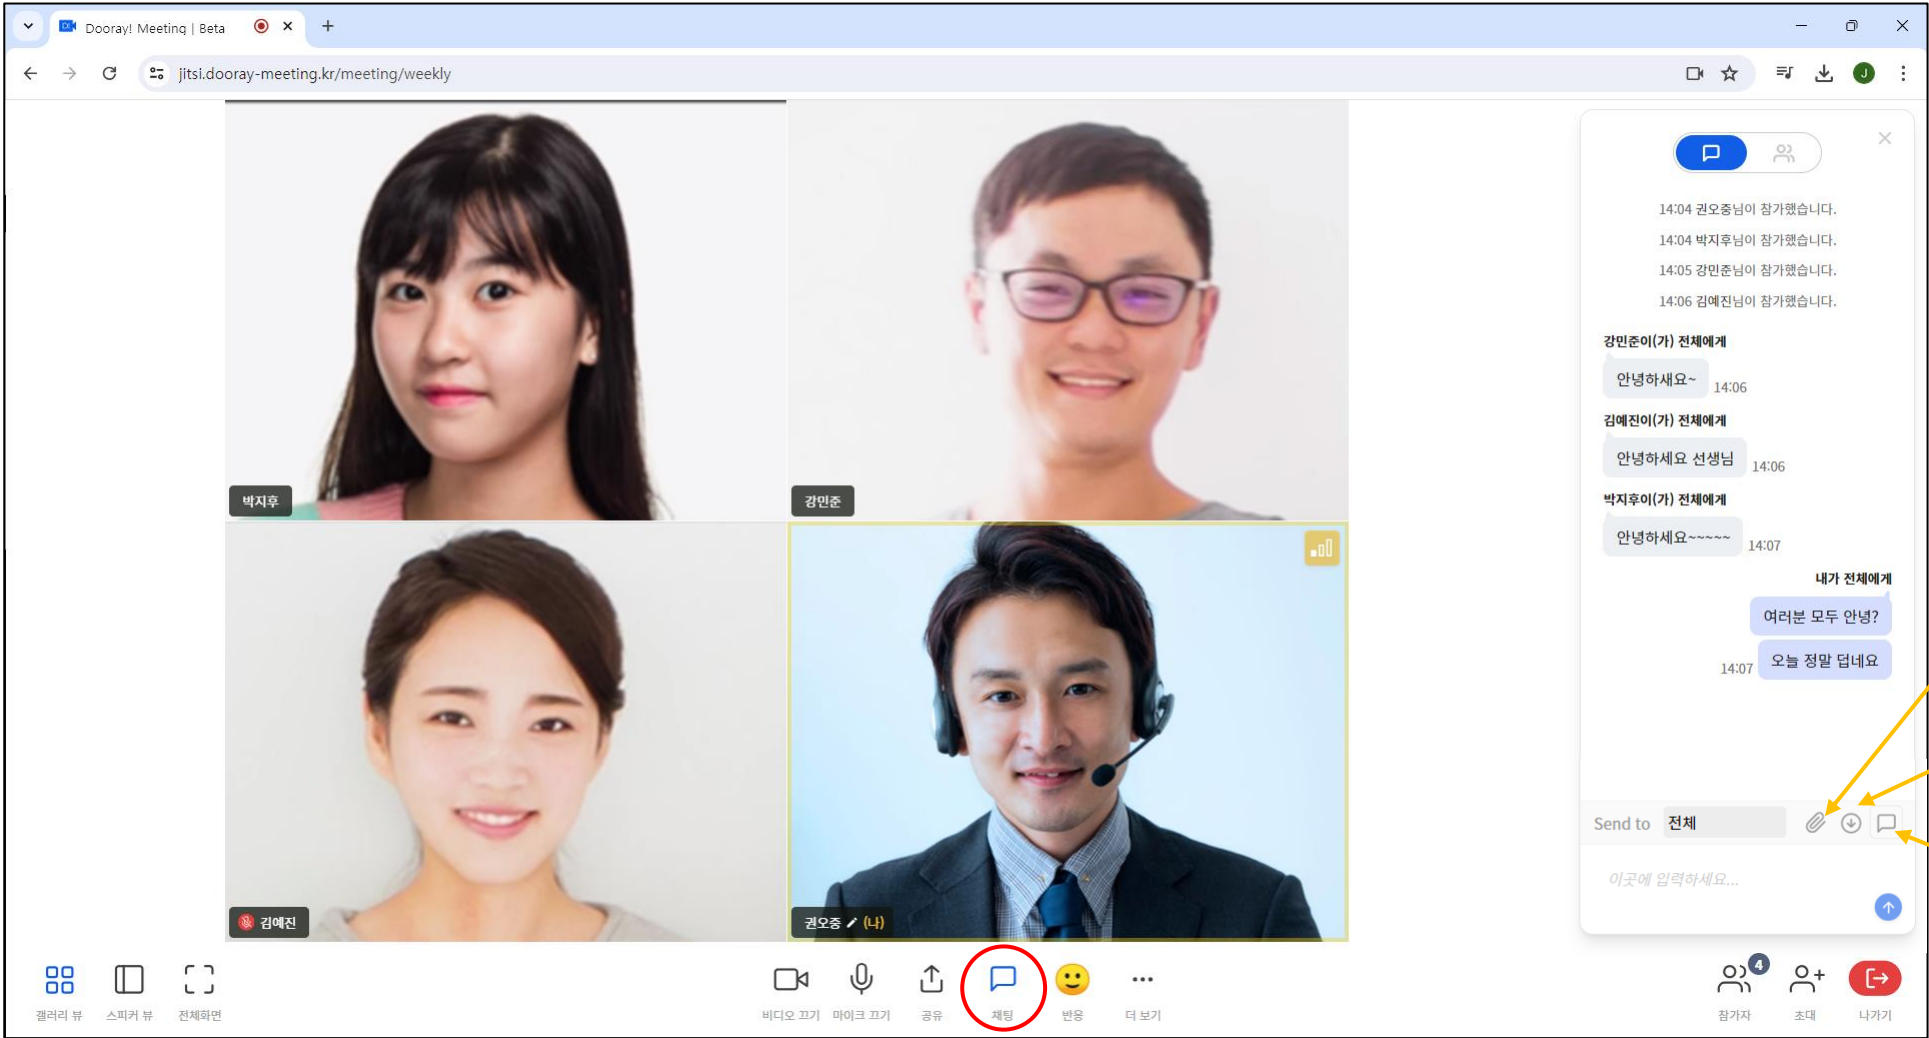 Dooray! Meeting | Beta
jitsi.dooray-meeting.kr/meeting/weekly
J
박지후
강민준
김예진
권오중 (나)
14:04 권오중님이 참가했습니다.
14:04 박지후님이 참가했습니다.
14:05 강민준님이 참가했습니다.
14:06 김예진님이 참가했습니다.
강민준이(가) 전체에게
안녕하새요~ 14:06
김예진이(가) 전체에게
안녕하세요 선생님 14:06
박지후이(가) 전체에게
안녕하세요~~~~~ 14:07
내가 전체에게
여러분 모두 안녕?
14:07 오늘 정말 덥네요
Send to 전체
이곳에 입력하세요...
갤러리 뷰 스피커 뷰 전체화면 비디오 끄기 마이크 끄기 공유 채팅 반응 더 보기 4 참가자 초대 나가기